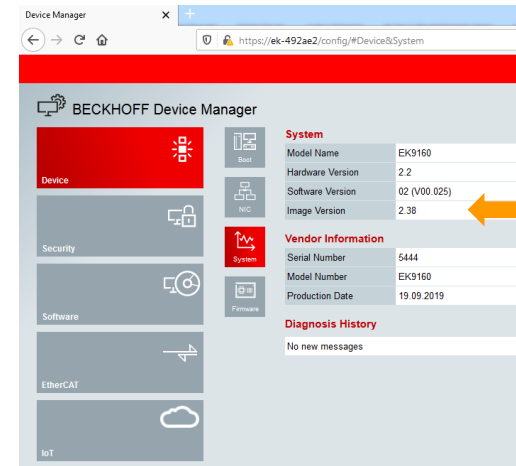 Device Manager
https://ek-492ae2/config/#Device&System
BECKHOFF Device Manager
Device
Security
Software
EtherCAT
IoT
Boot
NIC
System
Firmware
System
Model Name EK9160
Hardware Version 2.2
Software Version 02 (V00.025)
Image Version 2.38
Vendor Information
Serial Number 5444
Model Number EK9160
Production Date 19.09.2019
Diagnosis History
No new messages